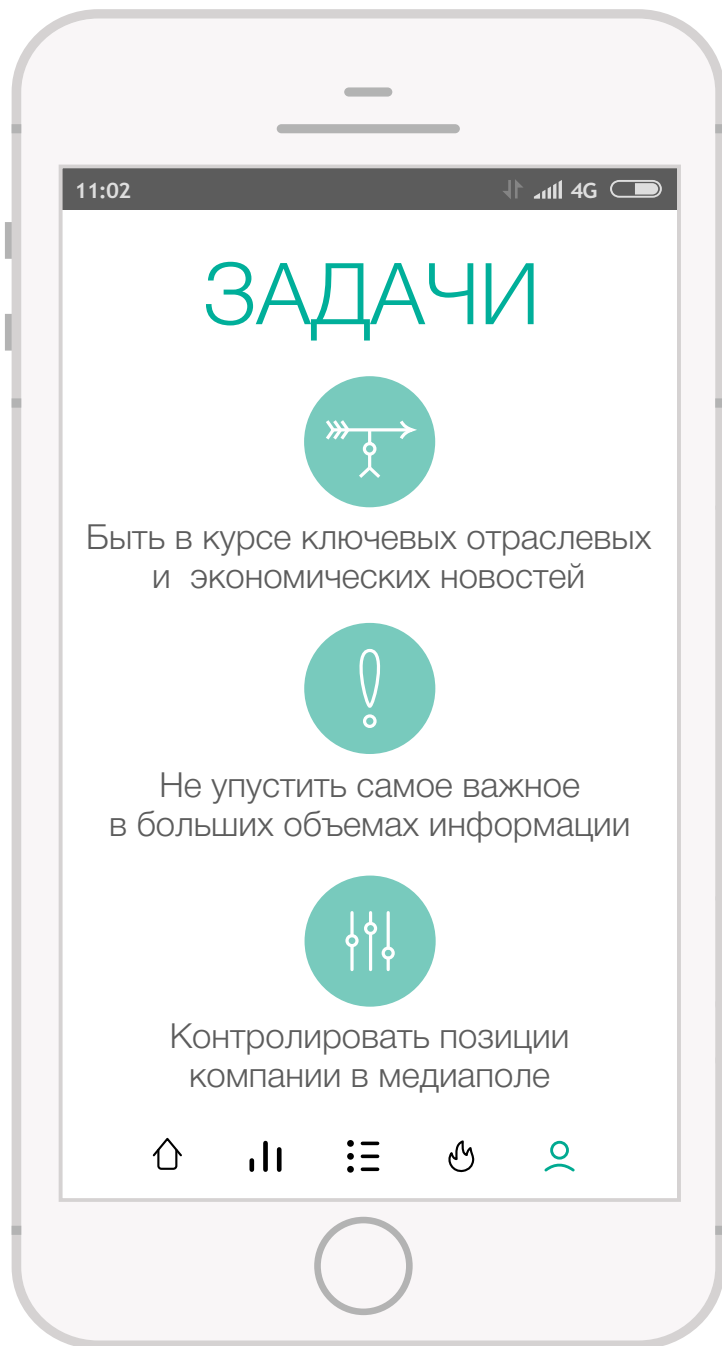 11:02 4G
ЗАДАЧИ
Быть в курсе ключевых отраслевых
и экономических новостей
Не упустить самое важное
в больших объемах информации
Контролировать позиции
компании в медиаполе